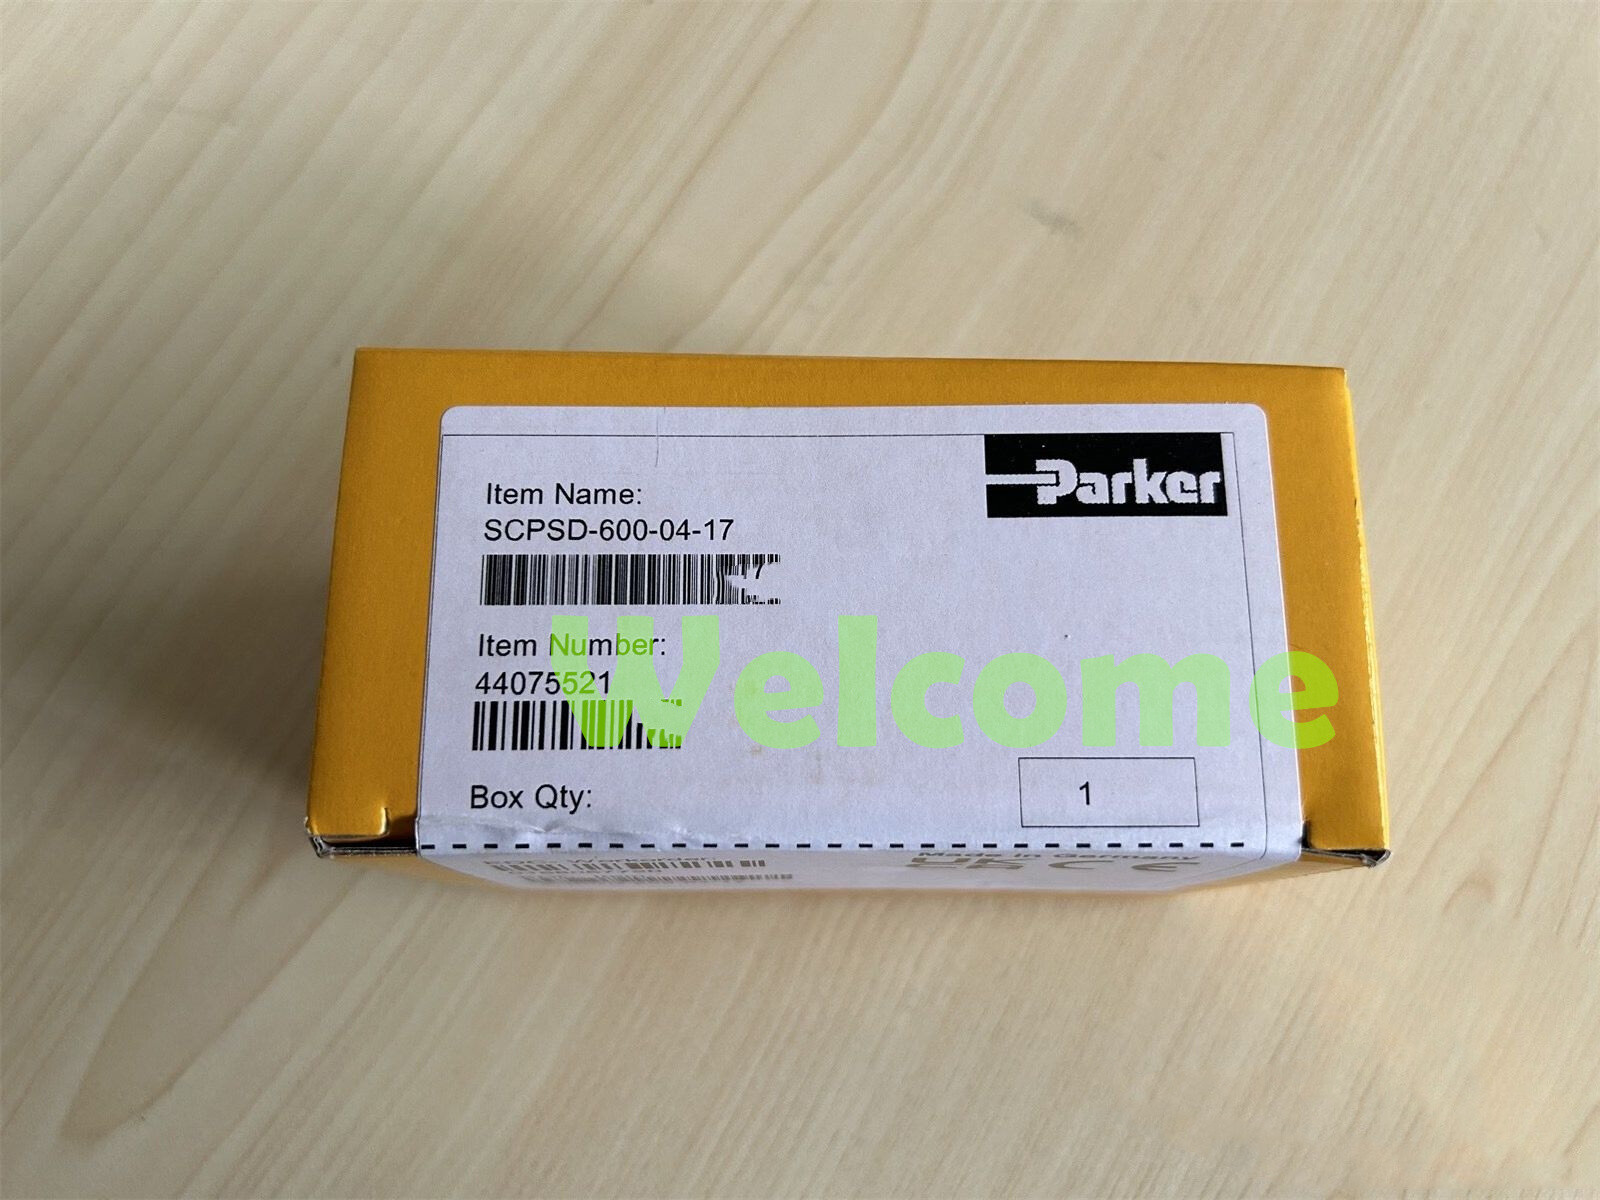 Parker
Item Name:
SCPSD-600-04-17
Item Number:
44075521
Welcome
Box Qty:
1
Made in Germany